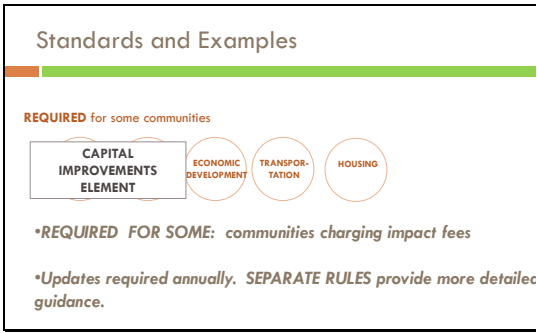 Standards and Examples
REQUIRED for some communities
CAPITAL
IMPROVEMENTS
ELEMENT
ECONOMIC
DEVELOPMENT
TRANSPOR-
TATION
HOUSING
•REQUIRED FOR SOME: communities charging impact fees
•Updates required annually. SEPARATE RULES provide more detailed
guidance.